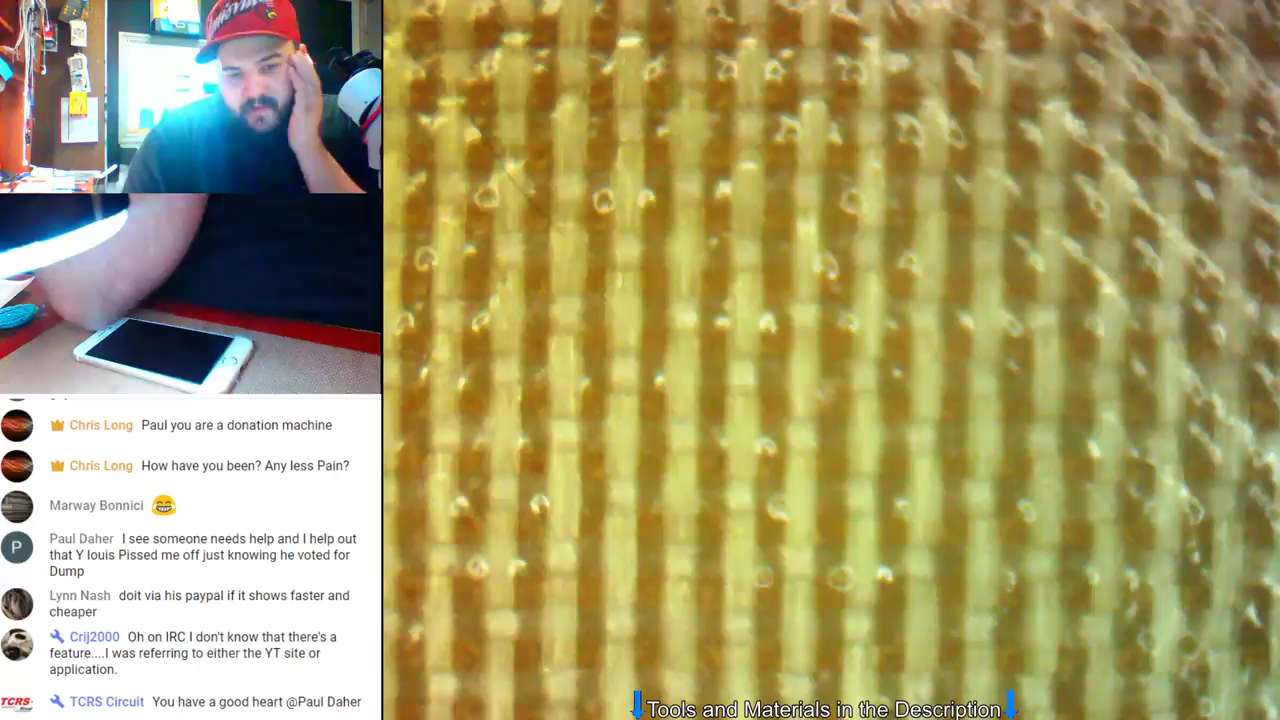 Chris Long Paul you are a donation machine
Chris Long How have you been? Any less Pain?
Marway Bonnici 😂
P
Paul Daher I see someone needs help and I help out
that Y louis Pissed me off just knowing he voted for
Dump
Lynn Nash doit via his paypal if it shows faster and
cheaper
Crij2000 Oh on IRC I don't know that there's a
feature....I was referring to either the YT site or
application.
TCRS Circuit You have a good heart @Paul Daher
TCRS
Tools and Materials in the Description